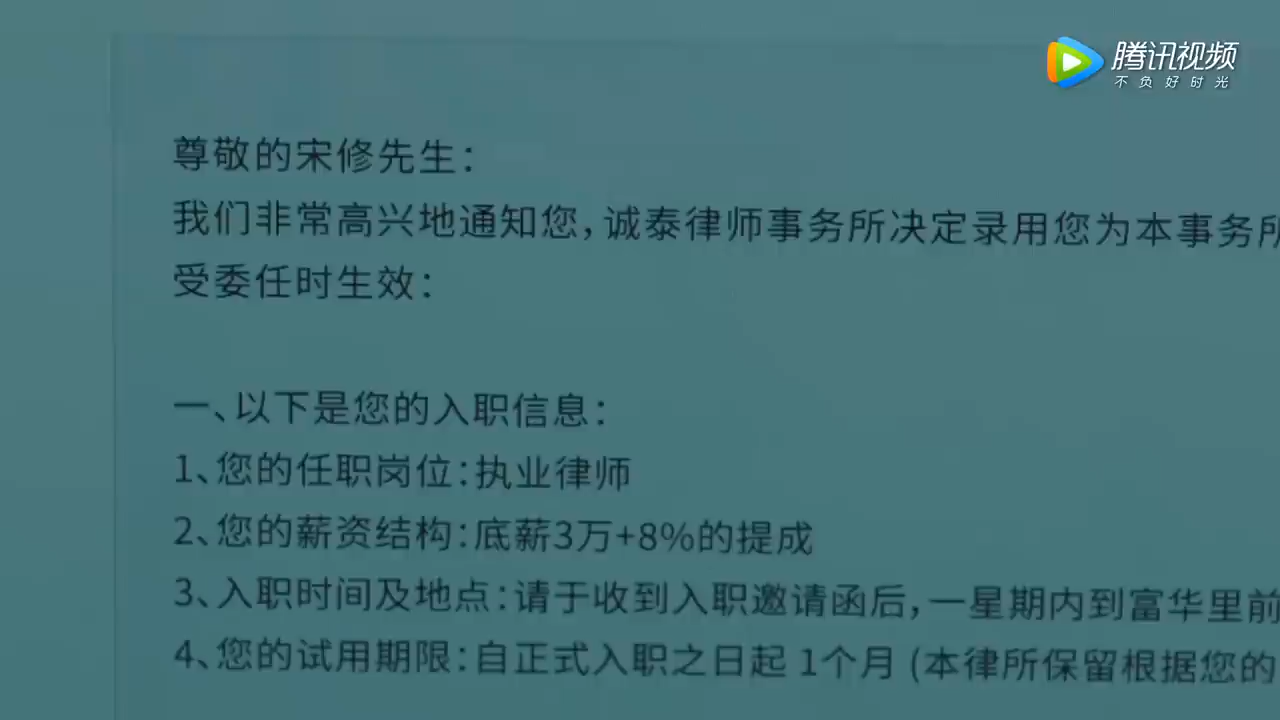 腾讯视频
不负好时光
尊敬的宋修先生：
我们非常高兴地通知您，诚泰律师事务所决定录用您为本事务所
受委任时生效：
一、以下是您的入职信息：
1、您的任职岗位：执业律师
2、您的薪资结构：底薪3万+8%的提成
3、入职时间及地点：请于收到入职邀请函后，一星期内到富华里前
4、您的试用期限：自正式入职之日起 1个月 (本律所保留根据您的